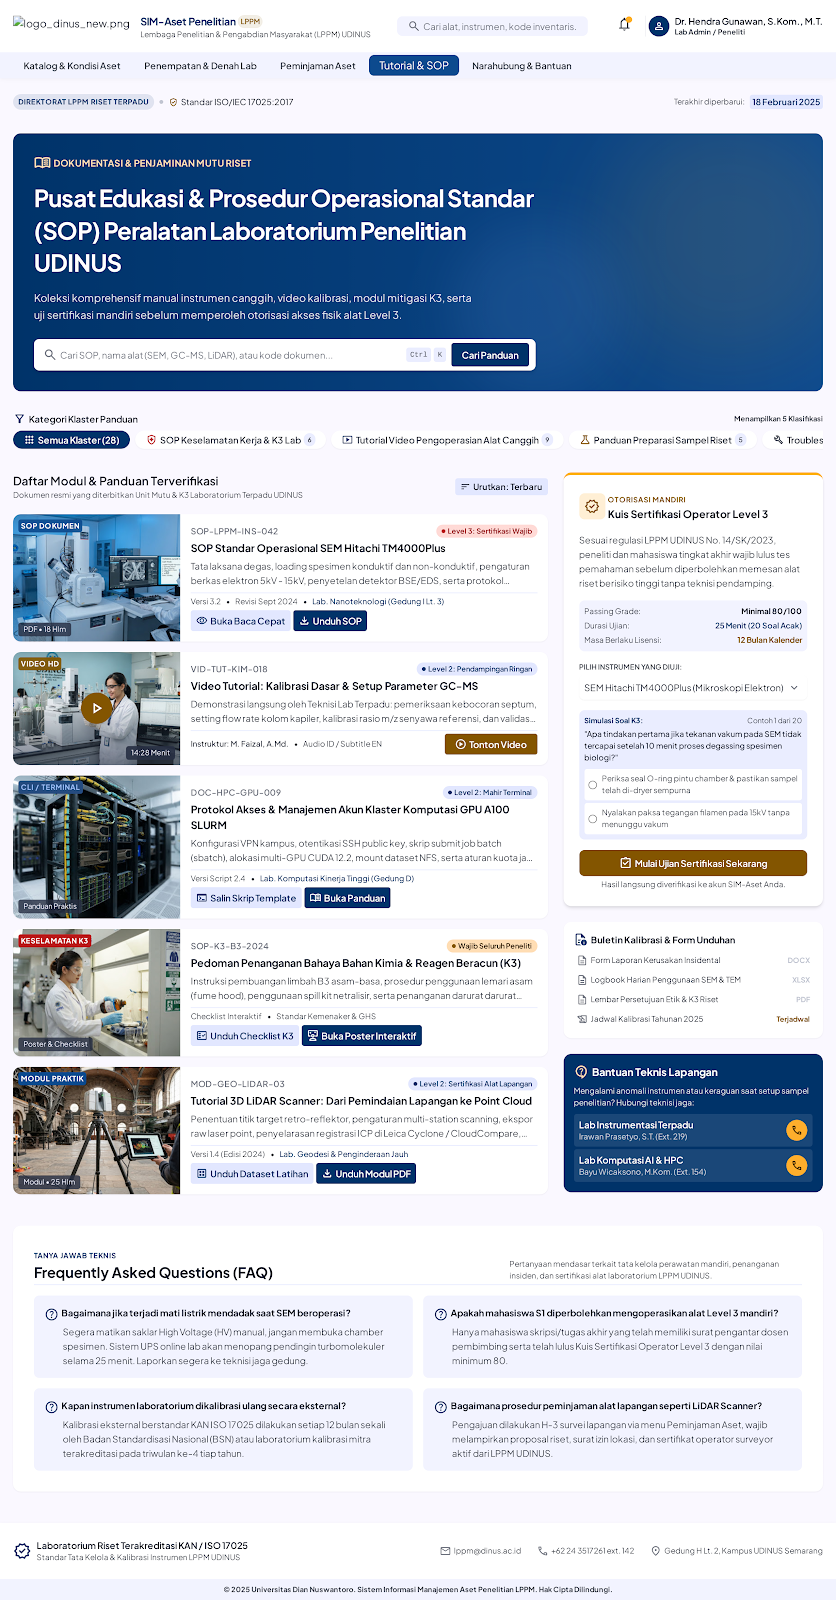 logo_dinus_new.png
SIM-Aset Penelitian LPPM
Lembaga Penelitian & Pengabdian Masyarakat (LPPM) UDINUS
Cari alat, instrumen, kode inventaris.
Dr. Hendra Gunawan, S.Kom., M.T.
Lab Admin / Peneliti
Katalog & Kondisi Aset
Penempatan & Denah Lab
Peminjaman Aset
Tutorial & SOP
Narahubung & Bantuan
DIREKTORAT LPPM RISET TERPADU
Standar ISO/IEC 17025:2017
Terakhir diperbarui: 18 Februari 2025
DOKUMENTASI & PENJAMINAN MUTU RISET
Pusat Edukasi & Prosedur Operasional Standar
(SOP) Peralatan Laboratorium Penelitian
UDINUS
Koleksi komprehensif manual instrumen canggih, video kalibrasi, modul mitigasi K3, serta
uji sertifikasi mandiri sebelum memperoleh otorisasi akses fisik alat Level 3.
Cari SOP, nama alat (SEM, GC-MS, LiDAR), atau kode dokumen...
Ctrl K
Cari Panduan
Kategori Klaster Panduan
Menampilkan 5 Klasifikasi
Semua Klaster (28)
SOP Keselamatan Kerja & K3 Lab 6
Tutorial Video Pengoperasian Alat Canggih 9
Panduan Preparasi Sampel Riset 5
Troubles
Daftar Modul & Panduan Terverifikasi
Dokumen resmi yang diterbitkan Unit Mutu & K3 Laboratorium Terpadu UDINUS
Urutkan: Terbaru
SOP DOKUMEN
PDF • 18 Hlm
SOP-LPPM-INS-042
Level 3: Sertifikasi Wajib
SOP Standar Operasional SEM Hitachi TM4000Plus
Tata laksana degas, loading spesimen konduktif dan non-konduktif, pengaturan
berkas elektron 5kV - 15kV, penyetelan detektor BSE/EDS, serta protokol...
Versi 3.2 • Revisi Sept 2024 • Lab. Nanoteknologi (Gedung I Lt. 3)
Buka Baca Cepat
Unduh SOP
VIDEO HD
14:28 Menit
VID-TUT-KIM-018
Level 2: Pendampingan Ringan
Video Tutorial: Kalibrasi Dasar & Setup Parameter GC-MS
Demonstrasi langsung oleh Teknisi Lab Terpadu: pemeriksaan kebocoran septum,
setting flow rate kolom kapiler, kalibrasi rasio m/z senyawa referensi, dan validas...
Instruktur: M. Faizal, A.Md. • Audio ID / Subtitle EN
Tonton Video
CLI / TERMINAL
Panduan Praktis
DOC-HPC-GPU-009
Level 2: Mahir Terminal
Protokol Akses & Manajemen Akun Klaster Komputasi GPU A100
SLURM
Konfigurasi VPN kampus, otentikasi SSH public key, skrip submit job batch
(sbatch), alokasi multi-GPU CUDA 12.2, mount dataset NFS, serta aturan kuota ja...
Versi Script 2.4 • Lab. Komputasi Kinerja Tinggi (Gedung D)
Salin Skrip Template
Buka Panduan
KESELAMATAN K3
Poster & Checklist
SOP-K3-B3-2024
Wajib Seluruh Peneliti
Pedoman Penanganan Bahaya Bahan Kimia & Reagen Beracun (K3)
Instruksi pembuangan limbah B3 asam-basa, prosedur penggunaan lemari asam
(fume hood), penggunaan spill kit netralisir, serta penanganan darurat darurat...
Checklist Interaktif • Standar Kemenaker & GHS
Unduh Checklist K3
Buka Poster Interaktif
MODUL PRAKTIK
Modul • 25 Hlm
MOD-GEO-LIDAR-03
Level 2: Sertifikasi Alat Lapangan
Tutorial 3D LiDAR Scanner: Dari Pemindaian Lapangan ke Point Cloud
Penentuan titik target retro-reflektor, pengaturan multi-station scanning, ekspor
raw laser point, penyelarasan registrasi ICP di Leica Cyclone / CloudCompare,...
Versi 1.4 (Edisi 2024) • Lab. Geodesi & Penginderaan Jauh
Unduh Dataset Latihan
Unduh Modul PDF
OTORISASI MANDIRI
Kuis Sertifikasi Operator Level 3
Sesuai regulasi LPPM UDINUS No. 14/SK/2023,
peneliti dan mahasiswa tingkat akhir wajib lulus tes
pemahaman sebelum diperbolehkan memesan alat
riset berisiko tinggi tanpa teknisi pendamping.
Passing Grade: Minimal 80/100
Durasi Ujian: 25 Menit (20 Soal Acak)
Masa Berlaku Lisensi: 12 Bulan Kalender
PILIH INSTRUMEN YANG DIUJI:
SEM Hitachi TM4000Plus (Mikroskopi Elektron)
Simulasi Soal K3: Contoh 1 dari 20
"Apa tindakan pertama jika tekanan vakum pada SEM tidak
tercapai setelah 10 menit proses degassing spesimen
biologi?"
Periksa seal O-ring pintu chamber & pastikan sampel
telah di-dryer sempurna
Nyalakan paksa tegangan filamen pada 15kV tanpa
menunggu vakum
Mulai Ujian Sertifikasi Sekarang
Hasil langsung diverifikasi ke akun SIM-Aset Anda.
Buletin Kalibrasi & Form Unduhan
Form Laporan Kerusakan Insidental DOCX
Logbook Harian Penggunaan SEM & TEM XLSX
Lembar Persetujuan Etik & K3 Riset PDF
Jadwal Kalibrasi Tahunan 2025 Terjadwal
Bantuan Teknis Lapangan
Mengalami anomali instrumen atau keraguan saat setup sampel
penelitian? Hubungi teknisi jaga:
Lab Instrumentasi Terpadu
Irawan Prasetyo, S.T. (Ext. 219)
Lab Komputasi AI & HPC
Bayu Wicaksono, M.Kom. (Ext. 154)
TANYA JAWAB TEKNIS
Frequently Asked Questions (FAQ)
Pertanyaan mendasar terkait tata kelola perawatan mandiri, penanganan
insiden, dan sertifikasi alat laboratorium LPPM UDINUS.
Bagaimana jika terjadi mati listrik mendadak saat SEM beroperasi?
Segera matikan saklar High Voltage (HV) manual, jangan membuka chamber
spesimen. Sistem UPS online lab akan menopang pendingin turbomolekuler
selama 25 menit. Laporkan segera ke teknisi jaga gedung.
Apakah mahasiswa S1 diperbolehkan mengoperasikan alat Level 3 mandiri?
Hanya mahasiswa skripsi/tugas akhir yang telah memiliki surat pengantar dosen
pembimbing serta telah lulus Kuis Sertifikasi Operator Level 3 dengan nilai
minimum 80.
Kapan instrumen laboratorium dikalibrasi ulang secara eksternal?
Kalibrasi eksternal berstandar KAN ISO 17025 dilakukan setiap 12 bulan sekali
oleh Badan Standardisasi Nasional (BSN) atau laboratorium kalibrasi mitra
terakreditasi pada triwulan ke-4 tiap tahun.
Bagaimana prosedur peminjaman alat lapangan seperti LiDAR Scanner?
Pengajuan dilakukan H-3 survei lapangan via menu Peminjaman Aset, wajib
melampirkan proposal riset, surat izin lokasi, dan sertifikat operator surveyor
aktif dari LPPM UDINUS.
Laboratorium Riset Terakreditasi KAN / ISO 17025
Standar Tata Kelola & Kalibrasi Instrumen LPPM UDINUS
lppm@dinus.ac.id
+62 24 3517261 ext. 142
Gedung H Lt. 2, Kampus UDINUS Semarang
© 2025 Universitas Dian Nuswantoro. Sistem Informasi Manajemen Aset Penelitian LPPM. Hak Cipta Dilindungi.